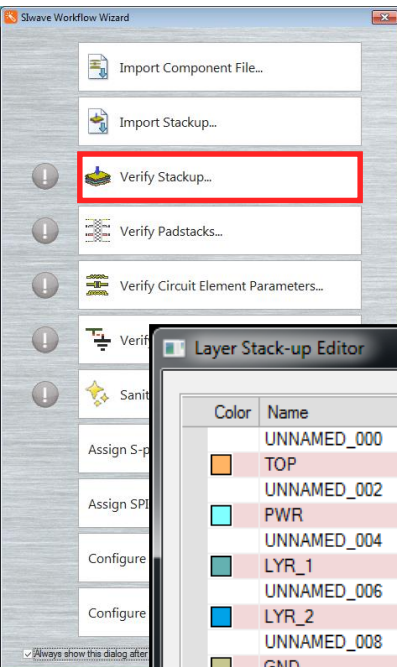 SIwave Workflow Wizard
Import Component File...
Import Stackup...
Verify Stackup...
Verify Padstacks...
Verify Circuit Element Parameters...
Verif
Sanit
Assign S-p
Assign SPI
Configure
Configure
Always show this dialog after
Layer Stack-up Editor
Color Name
UNNAMED_000
TOP
UNNAMED_002
PWR
UNNAMED_004
LYR_1
UNNAMED_006
LYR_2
UNNAMED_008
GND